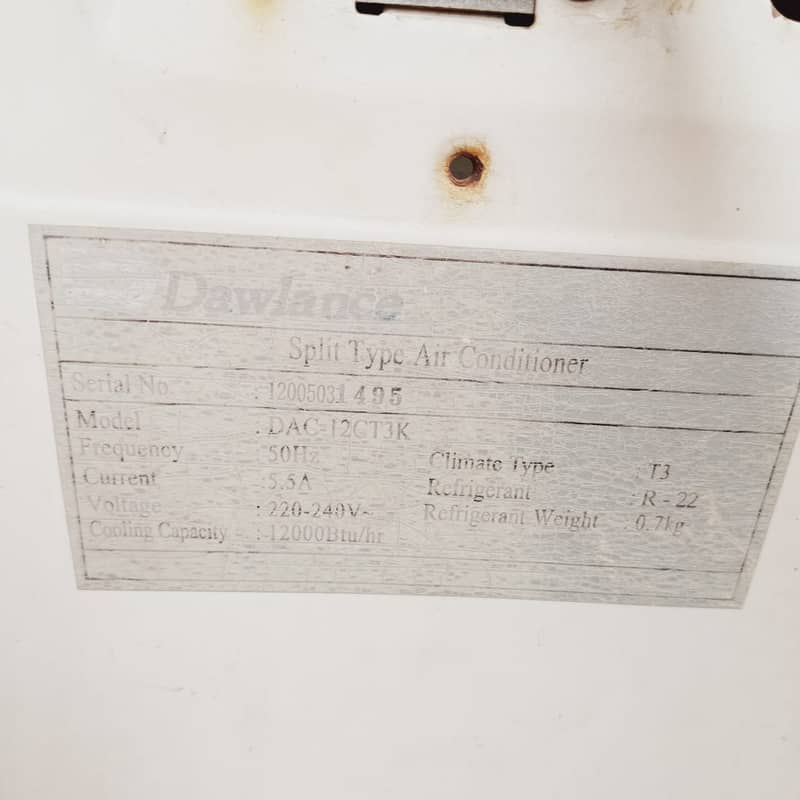 Dawlance
Split Type Air Conditioner
Serial No. : 12005031495
Model : DAC-12CT3K
Frequency : 50Hz
Climate Type : T3
Current : 5.5A
Refrigerant : R - 22
Voltage : 220-240V~
Refrigerant Weight : 0.7kg
Cooling Capacity : 12000Btu/hr